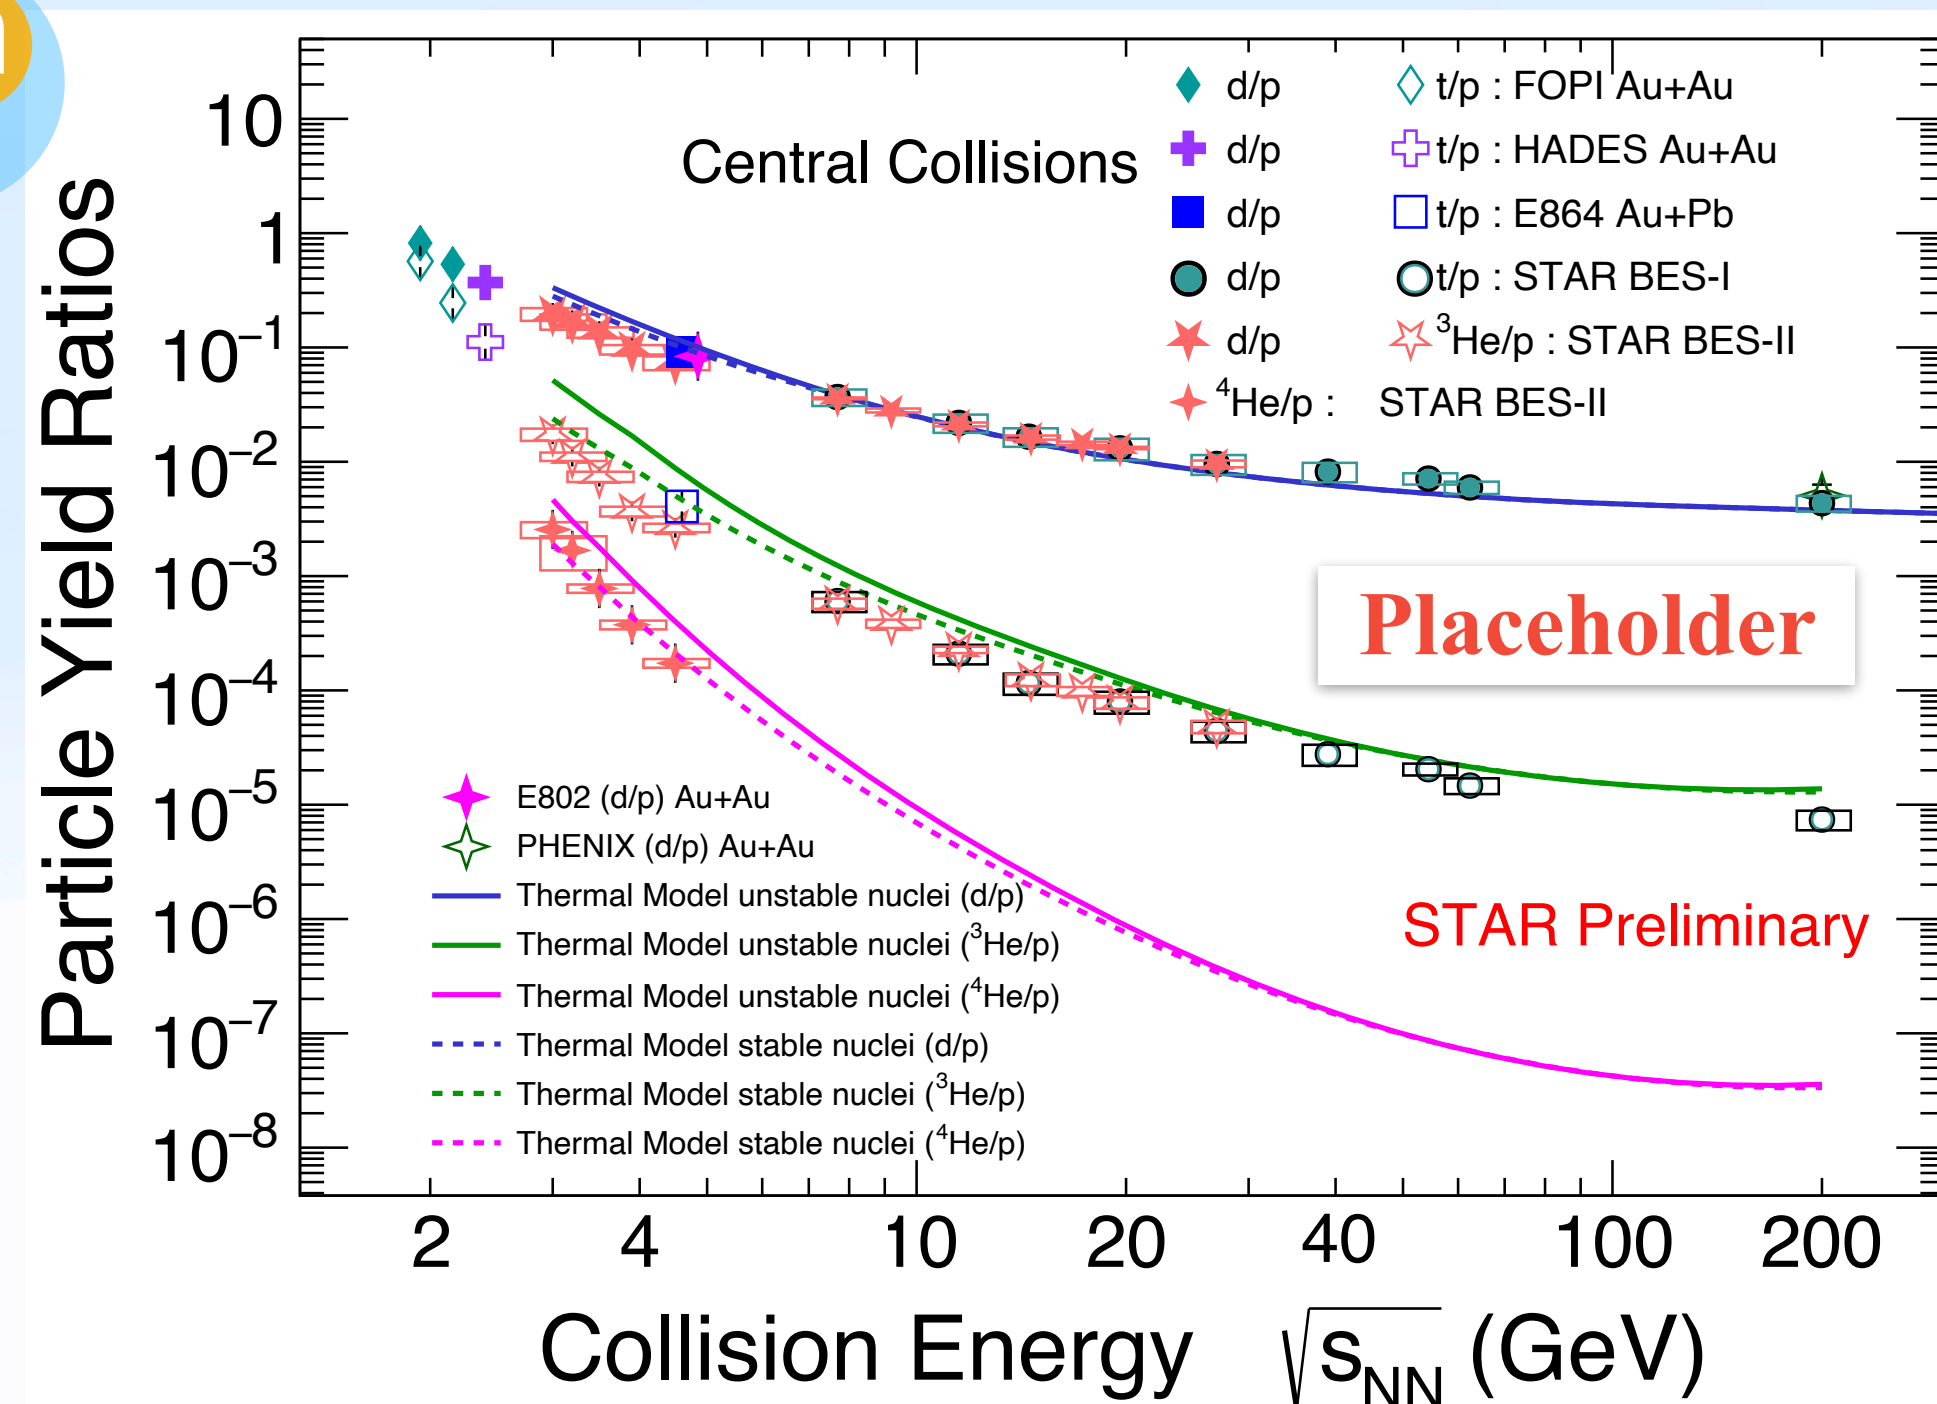 n
Particle Yield Ratios
10
1
10⁻¹
10⁻²
10⁻³
10⁻⁴
10⁻⁵
10⁻⁶
10⁻⁷
10⁻⁸
Central Collisions
d/p t/p : FOPI Au+Au
d/p t/p : HADES Au+Au
d/p t/p : E864 Au+Pb
d/p t/p : STAR BES-I
d/p ³He/p : STAR BES-II
⁴He/p : STAR BES-II
Placeholder
STAR Preliminary
E802 (d/p) Au+Au
PHENIX (d/p) Au+Au
Thermal Model unstable nuclei (d/p)
Thermal Model unstable nuclei (³He/p)
Thermal Model unstable nuclei (⁴He/p)
Thermal Model stable nuclei (d/p)
Thermal Model stable nuclei (³He/p)
Thermal Model stable nuclei (⁴He/p)
2 4 10 20 40 100 200
Collision Energy √s_NN (GeV)